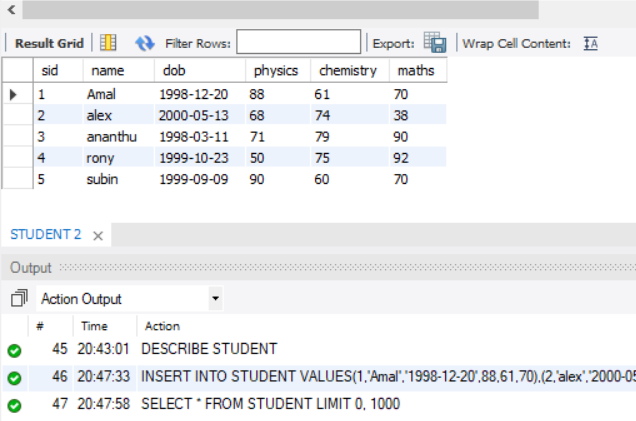 Result Grid Filter Rows: Export: Wrap Cell Content: IA
sid name dob physics chemistry maths
1 Amal 1998-12-20 88 61 70
2 alex 2000-05-13 68 74 38
3 ananthu 1998-03-11 71 79 90
4 rony 1999-10-23 50 75 92
5 subin 1999-09-09 90 60 70
STUDENT 2 ×
Output
Action Output
# Time Action
45 20:43:01 DESCRIBE STUDENT
46 20:47:33 INSERT INTO STUDENT VALUES(1,'Amal','1998-12-20',88,61,70),(2,'alex','2000-05
47 20:47:58 SELECT * FROM STUDENT LIMIT 0, 1000